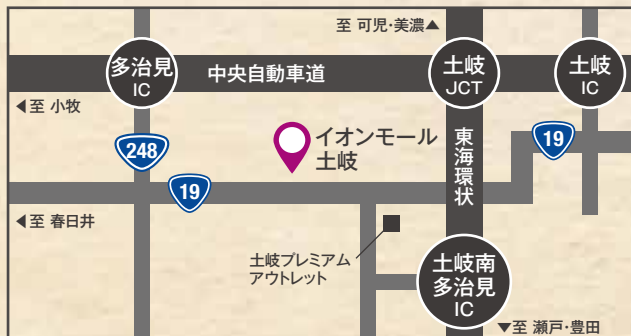 至 可児・美濃▲
多治見
IC
中央自動車道
土岐
JCT
土岐
IC
◀至 小牧
248
イオンモール
土岐
東海環状
19
19
◀至 春日井
土岐プレミアム
アウトレット
土岐南
多治見
IC
▼至 瀬戸・豊田